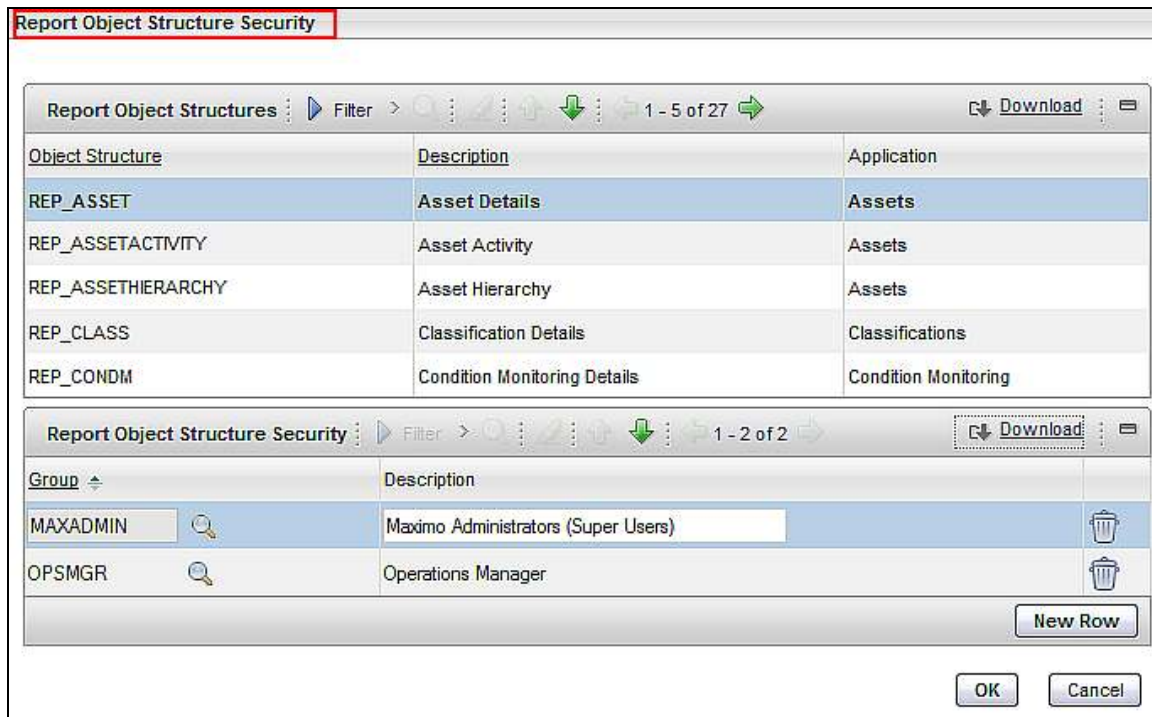 Report Object Structure Security
Report Object Structures Filter > 1 - 5 of 27 Download
Object Structure Description Application
REP_ASSET Asset Details Assets
REP_ASSETACTIVITY Asset Activity Assets
REP_ASSETHIERARCHY Asset Hierarchy Assets
REP_CLASS Classification Details Classifications
REP_CONDM Condition Monitoring Details Condition Monitoring
Report Object Structure Security Filter > 1 - 2 of 2 Download
Group Description
MAXADMIN Maximo Administrators (Super Users)
OPSMGR Operations Manager
New Row
OK Cancel